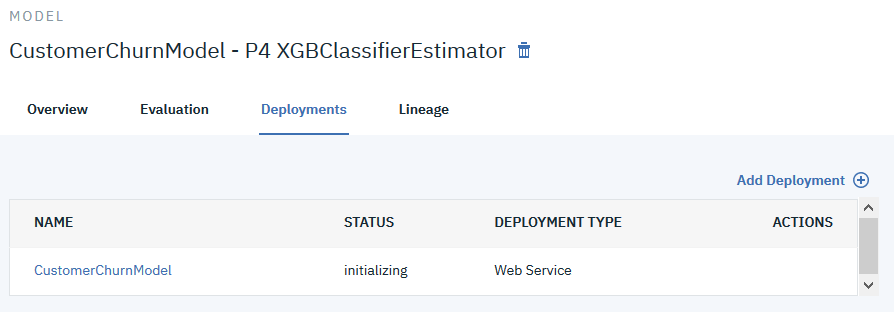 MODEL
CustomerChurnModel - P4 XGBClassifierEstimator
Overview Evaluation Deployments Lineage
Add Deployment
NAME STATUS DEPLOYMENT TYPE ACTIONS
CustomerChurnModel initializing Web Service